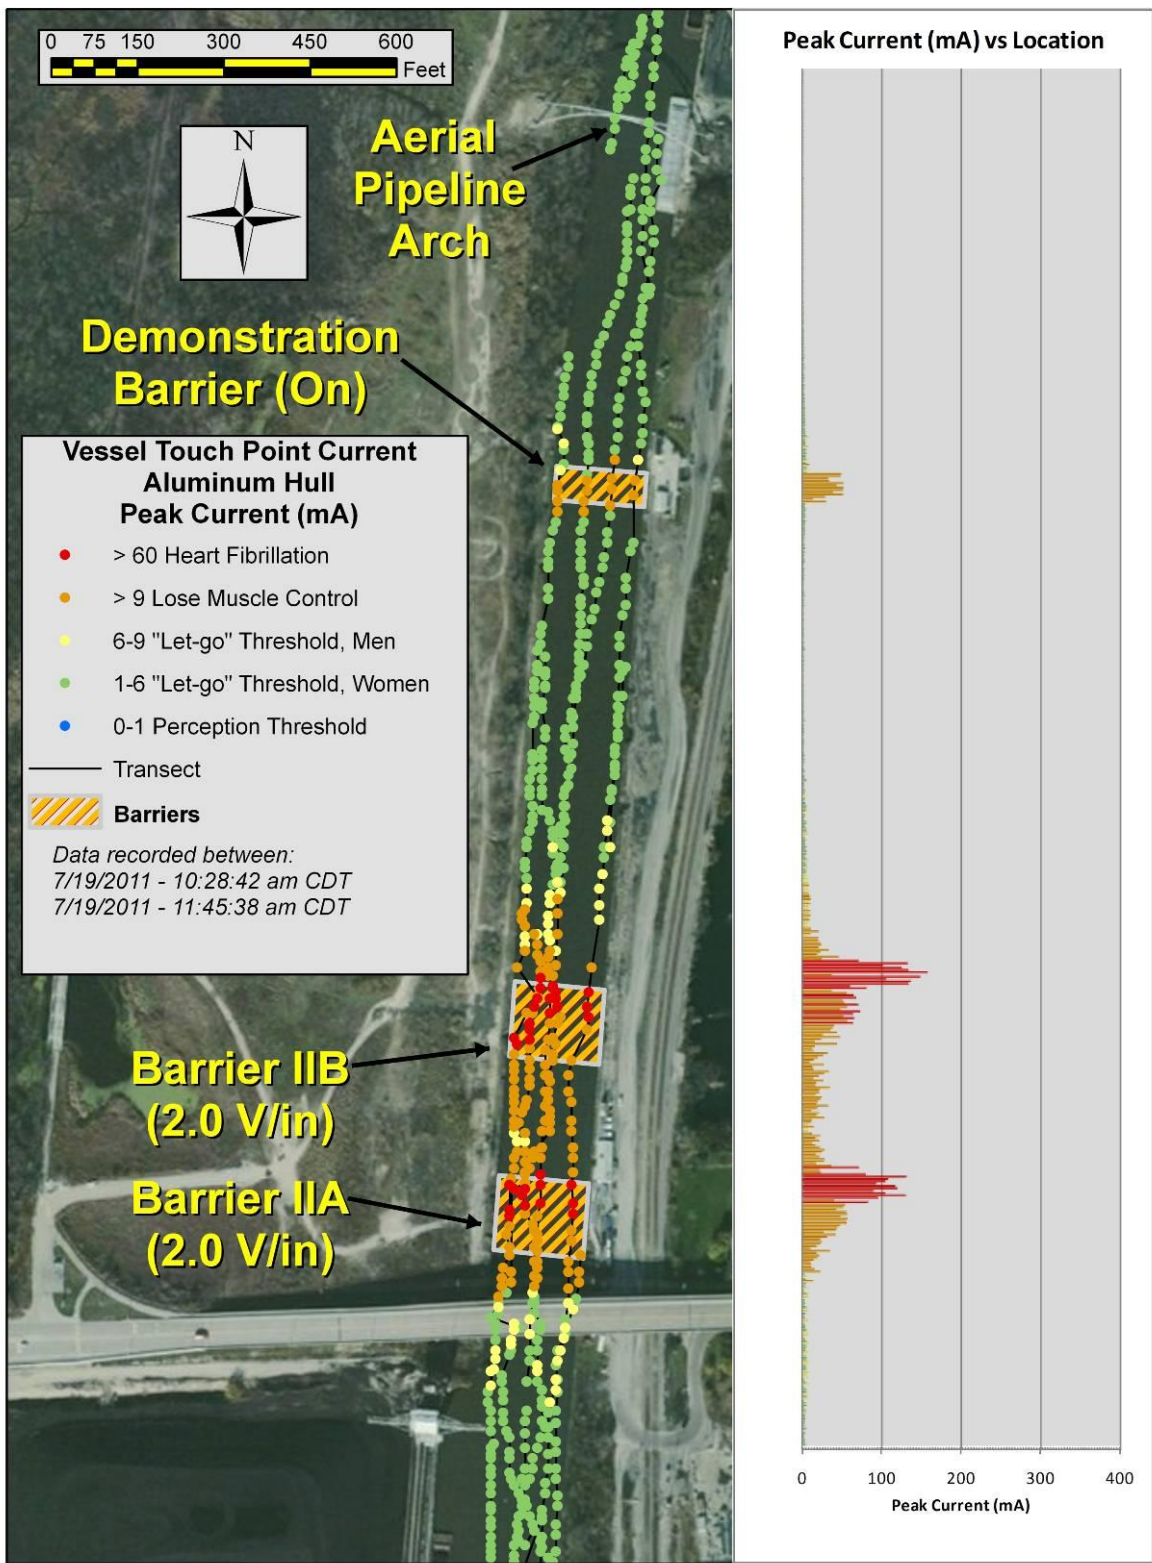 0 75 150 300 450 600
Feet
N
Aerial
Pipeline
Arch
Demonstration
Barrier (On)
Vessel Touch Point Current
Aluminum Hull
Peak Current (mA)
> 60 Heart Fibrillation
> 9 Lose Muscle Control
6-9 "Let-go" Threshold, Men
1-6 "Let-go" Threshold, Women
0-1 Perception Threshold
Transect
Barriers
Data recorded between:
7/19/2011 - 10:28:42 am CDT
7/19/2011 - 11:45:38 am CDT
Barrier IIB
(2.0 V/in)
Barrier IIA
(2.0 V/in)
Peak Current (mA) vs Location
0 100 200 300 400
Peak Current (mA)